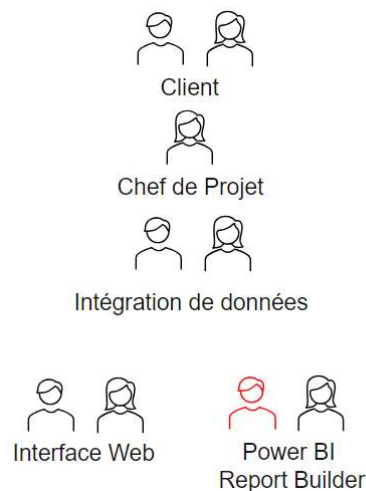 Client
Chef de Projet
Intégration de données
Interface Web
Power BI
Report Builder